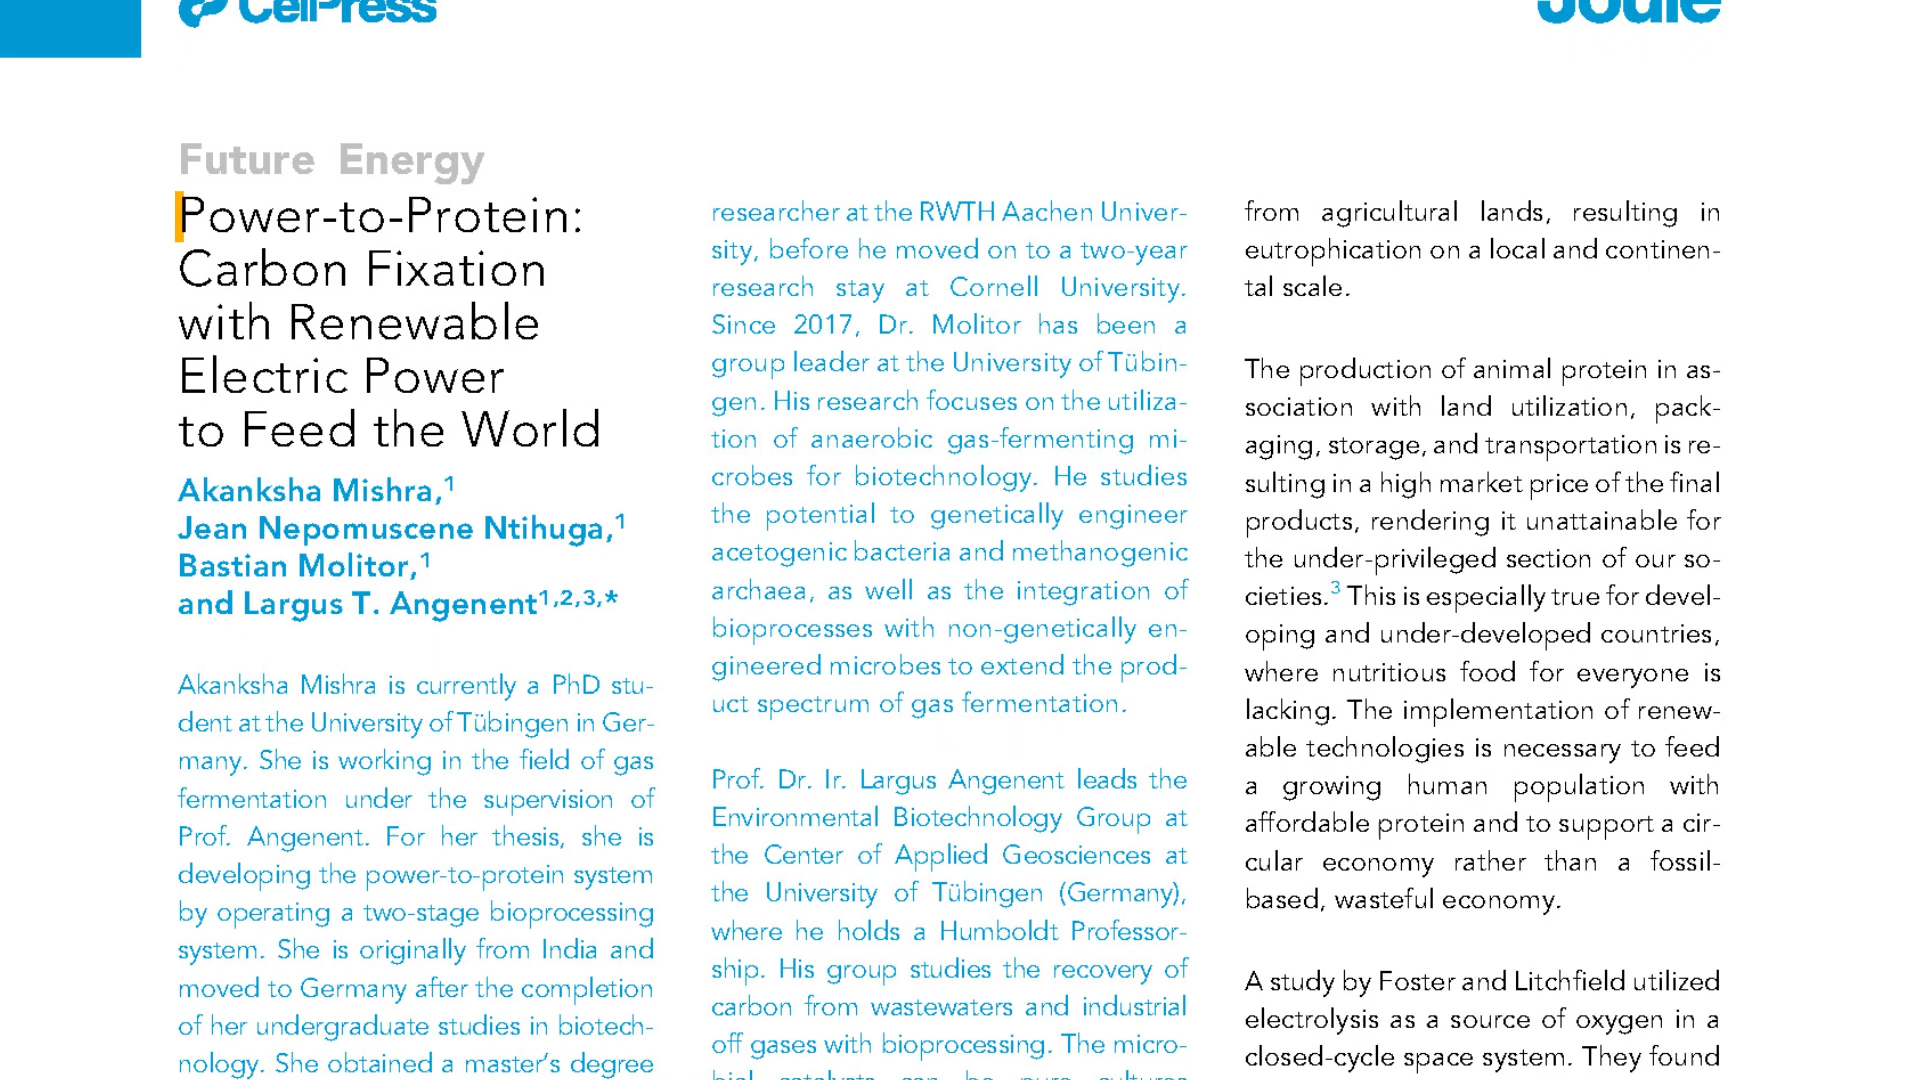 CellPress
Joule
Future Energy
Power-to-Protein:
Carbon Fixation
with Renewable
Electric Power
to Feed the World
Akanksha Mishra,1
Jean Nepomuscene Ntihuga,1
Bastian Molitor,1
and Largus T. Angenent1,2,3,*
Akanksha Mishra is currently a PhD stu-
dent at the University of Tübingen in Ger-
many. She is working in the field of gas
fermentation under the supervision of
Prof. Angenent. For her thesis, she is
developing the power-to-protein system
by operating a two-stage bioprocessing
system. She is originally from India and
moved to Germany after the completion
of her undergraduate studies in biotech-
nology. She obtained a master's degree
researcher at the RWTH Aachen Univer-
sity, before he moved on to a two-year
research stay at Cornell University.
Since 2017, Dr. Molitor has been a
group leader at the University of Tübin-
gen. His research focuses on the utiliza-
tion of anaerobic gas-fermenting mi-
crobes for biotechnology. He studies
the potential to genetically engineer
acetogenic bacteria and methanogenic
archaea, as well as the integration of
bioprocesses with non-genetically en-
gineered microbes to extend the prod-
uct spectrum of gas fermentation.
Prof. Dr. Ir. Largus Angenent leads the
Environmental Biotechnology Group at
the Center of Applied Geosciences at
the University of Tübingen (Germany),
where he holds a Humboldt Professor-
ship. His group studies the recovery of
carbon from wastewaters and industrial
off gases with bioprocessing. The micro-
bial catalysts can be pure cultures
from agricultural lands, resulting in
eutrophication on a local and continen-
tal scale.
The production of animal protein in as-
sociation with land utilization, pack-
aging, storage, and transportation is re-
sulting in a high market price of the final
products, rendering it unattainable for
the under-privileged section of our so-
cieties.3 This is especially true for devel-
oping and under-developed countries,
where nutritious food for everyone is
lacking. The implementation of renew-
able technologies is necessary to feed
a growing human population with
affordable protein and to support a cir-
cular economy rather than a fossil-
based, wasteful economy.
A study by Foster and Litchfield utilized
electrolysis as a source of oxygen in a
closed-cycle space system. They found